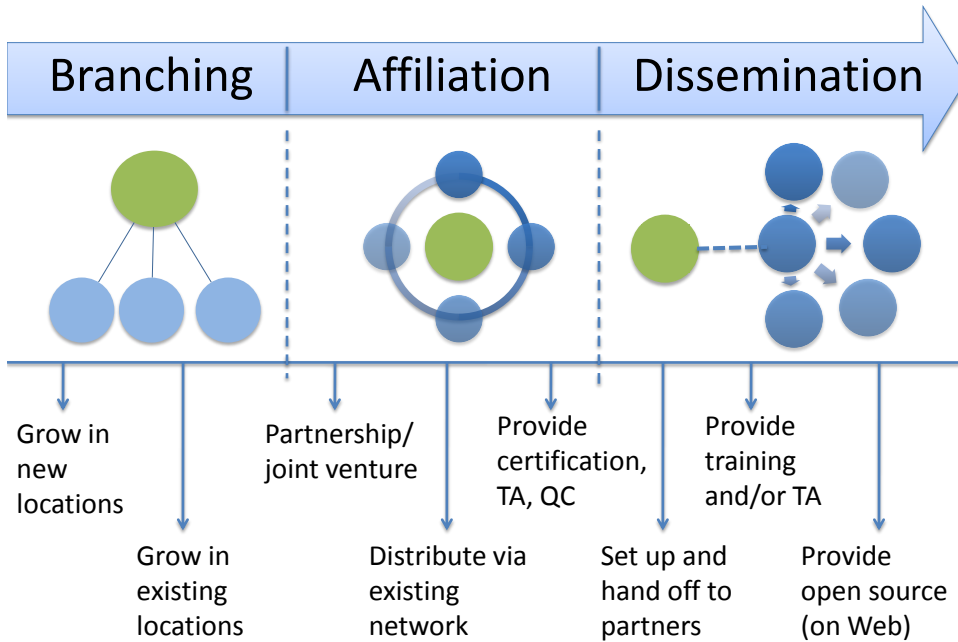 Branching
Affiliation
Dissemination
Grow in
new
locations
Grow in
existing
locations
Partnership/
joint venture
Distribute via
existing
network
Provide
certification,
TA, QC
Set up and
hand off to
partners
Provide
training
and/or TA
Provide
open source
(on Web)